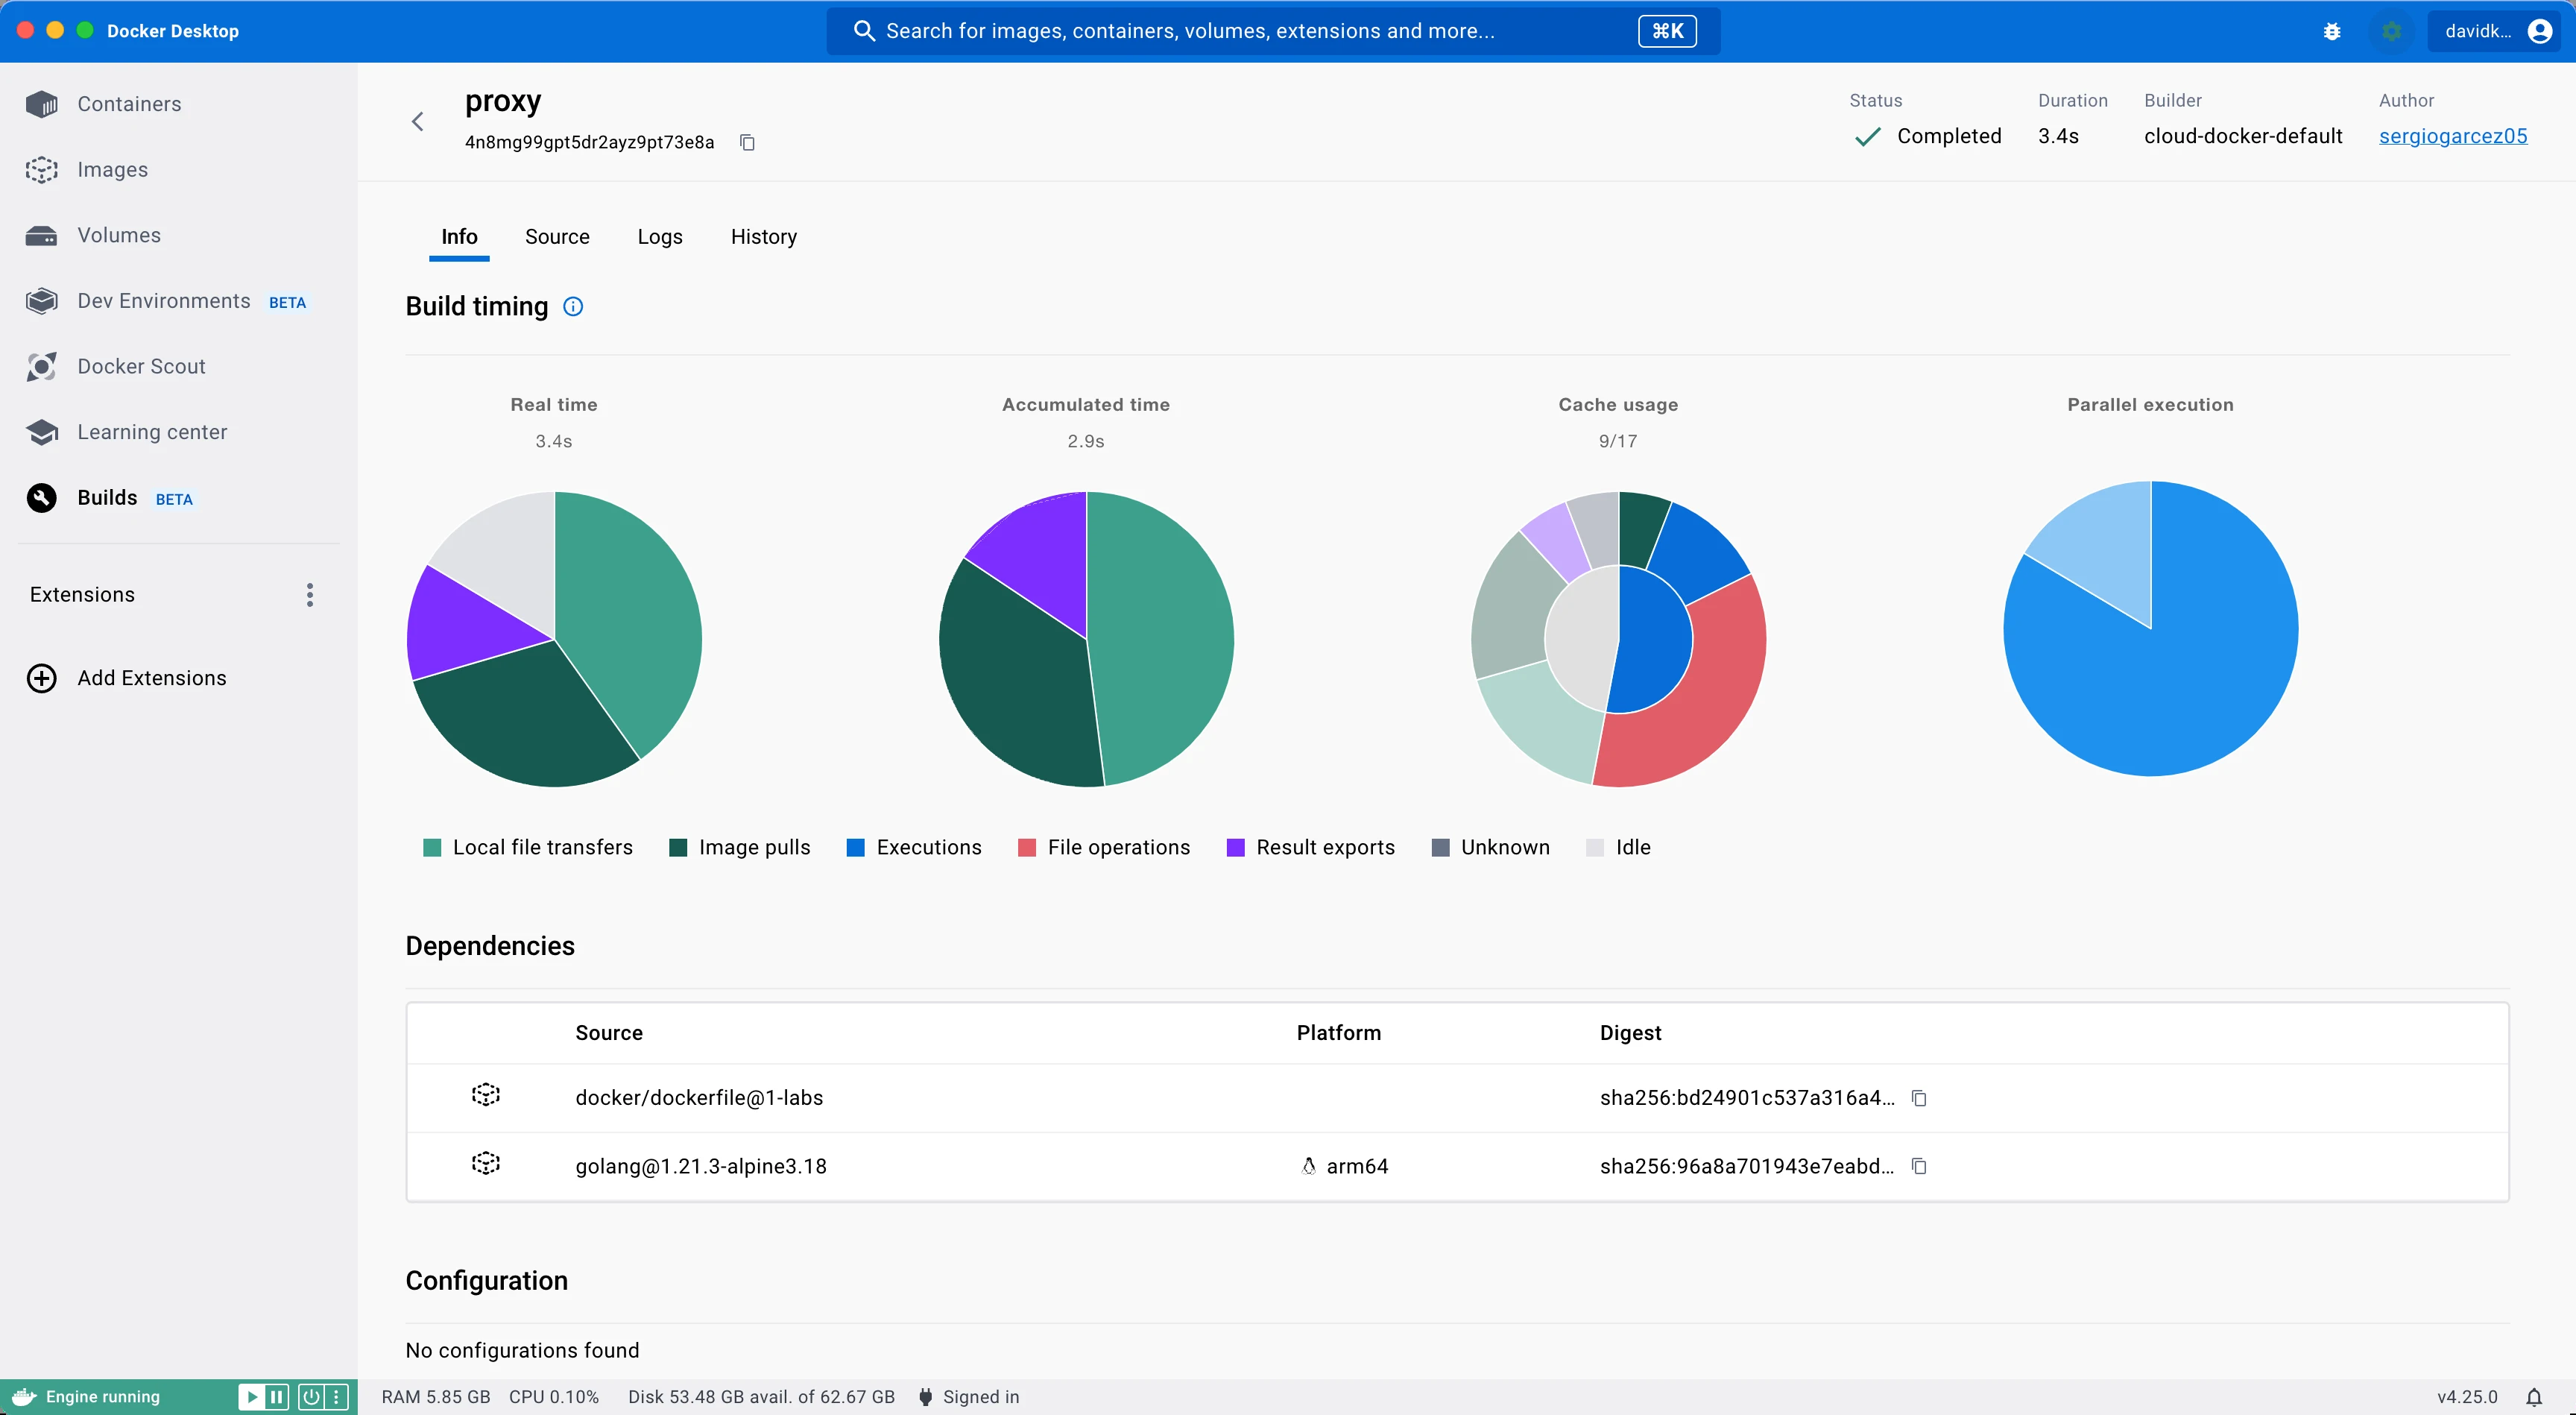 Docker Desktop
Search for images, containers, volumes, extensions and more...
⌘K
davidk...
Containers
Images
Volumes
Dev Environments BETA
Docker Scout
Learning center
Builds BETA
Extensions
Add Extensions
proxy
4n8mg99gpt5dr2ayz9pt73e8a
Status
Completed
Duration
3.4s
Builder
cloud-docker-default
Author
sergiogarcez05
Info Source Logs History
Build timing
Real time
3.4s
Accumulated time
2.9s
Cache usage
9/17
Parallel execution
Local file transfers Image pulls Executions File operations Result exports Unknown Idle
Dependencies
Source Platform Digest
docker/dockerfile@1-labs sha256:bd24901c537a316a4...
golang@1.21.3-alpine3.18 arm64 sha256:96a8a701943e7eabd...
Configuration
No configurations found
Engine running
RAM 5.85 GB CPU 0.10% Disk 53.48 GB avail. of 62.67 GB Signed in
v4.25.0